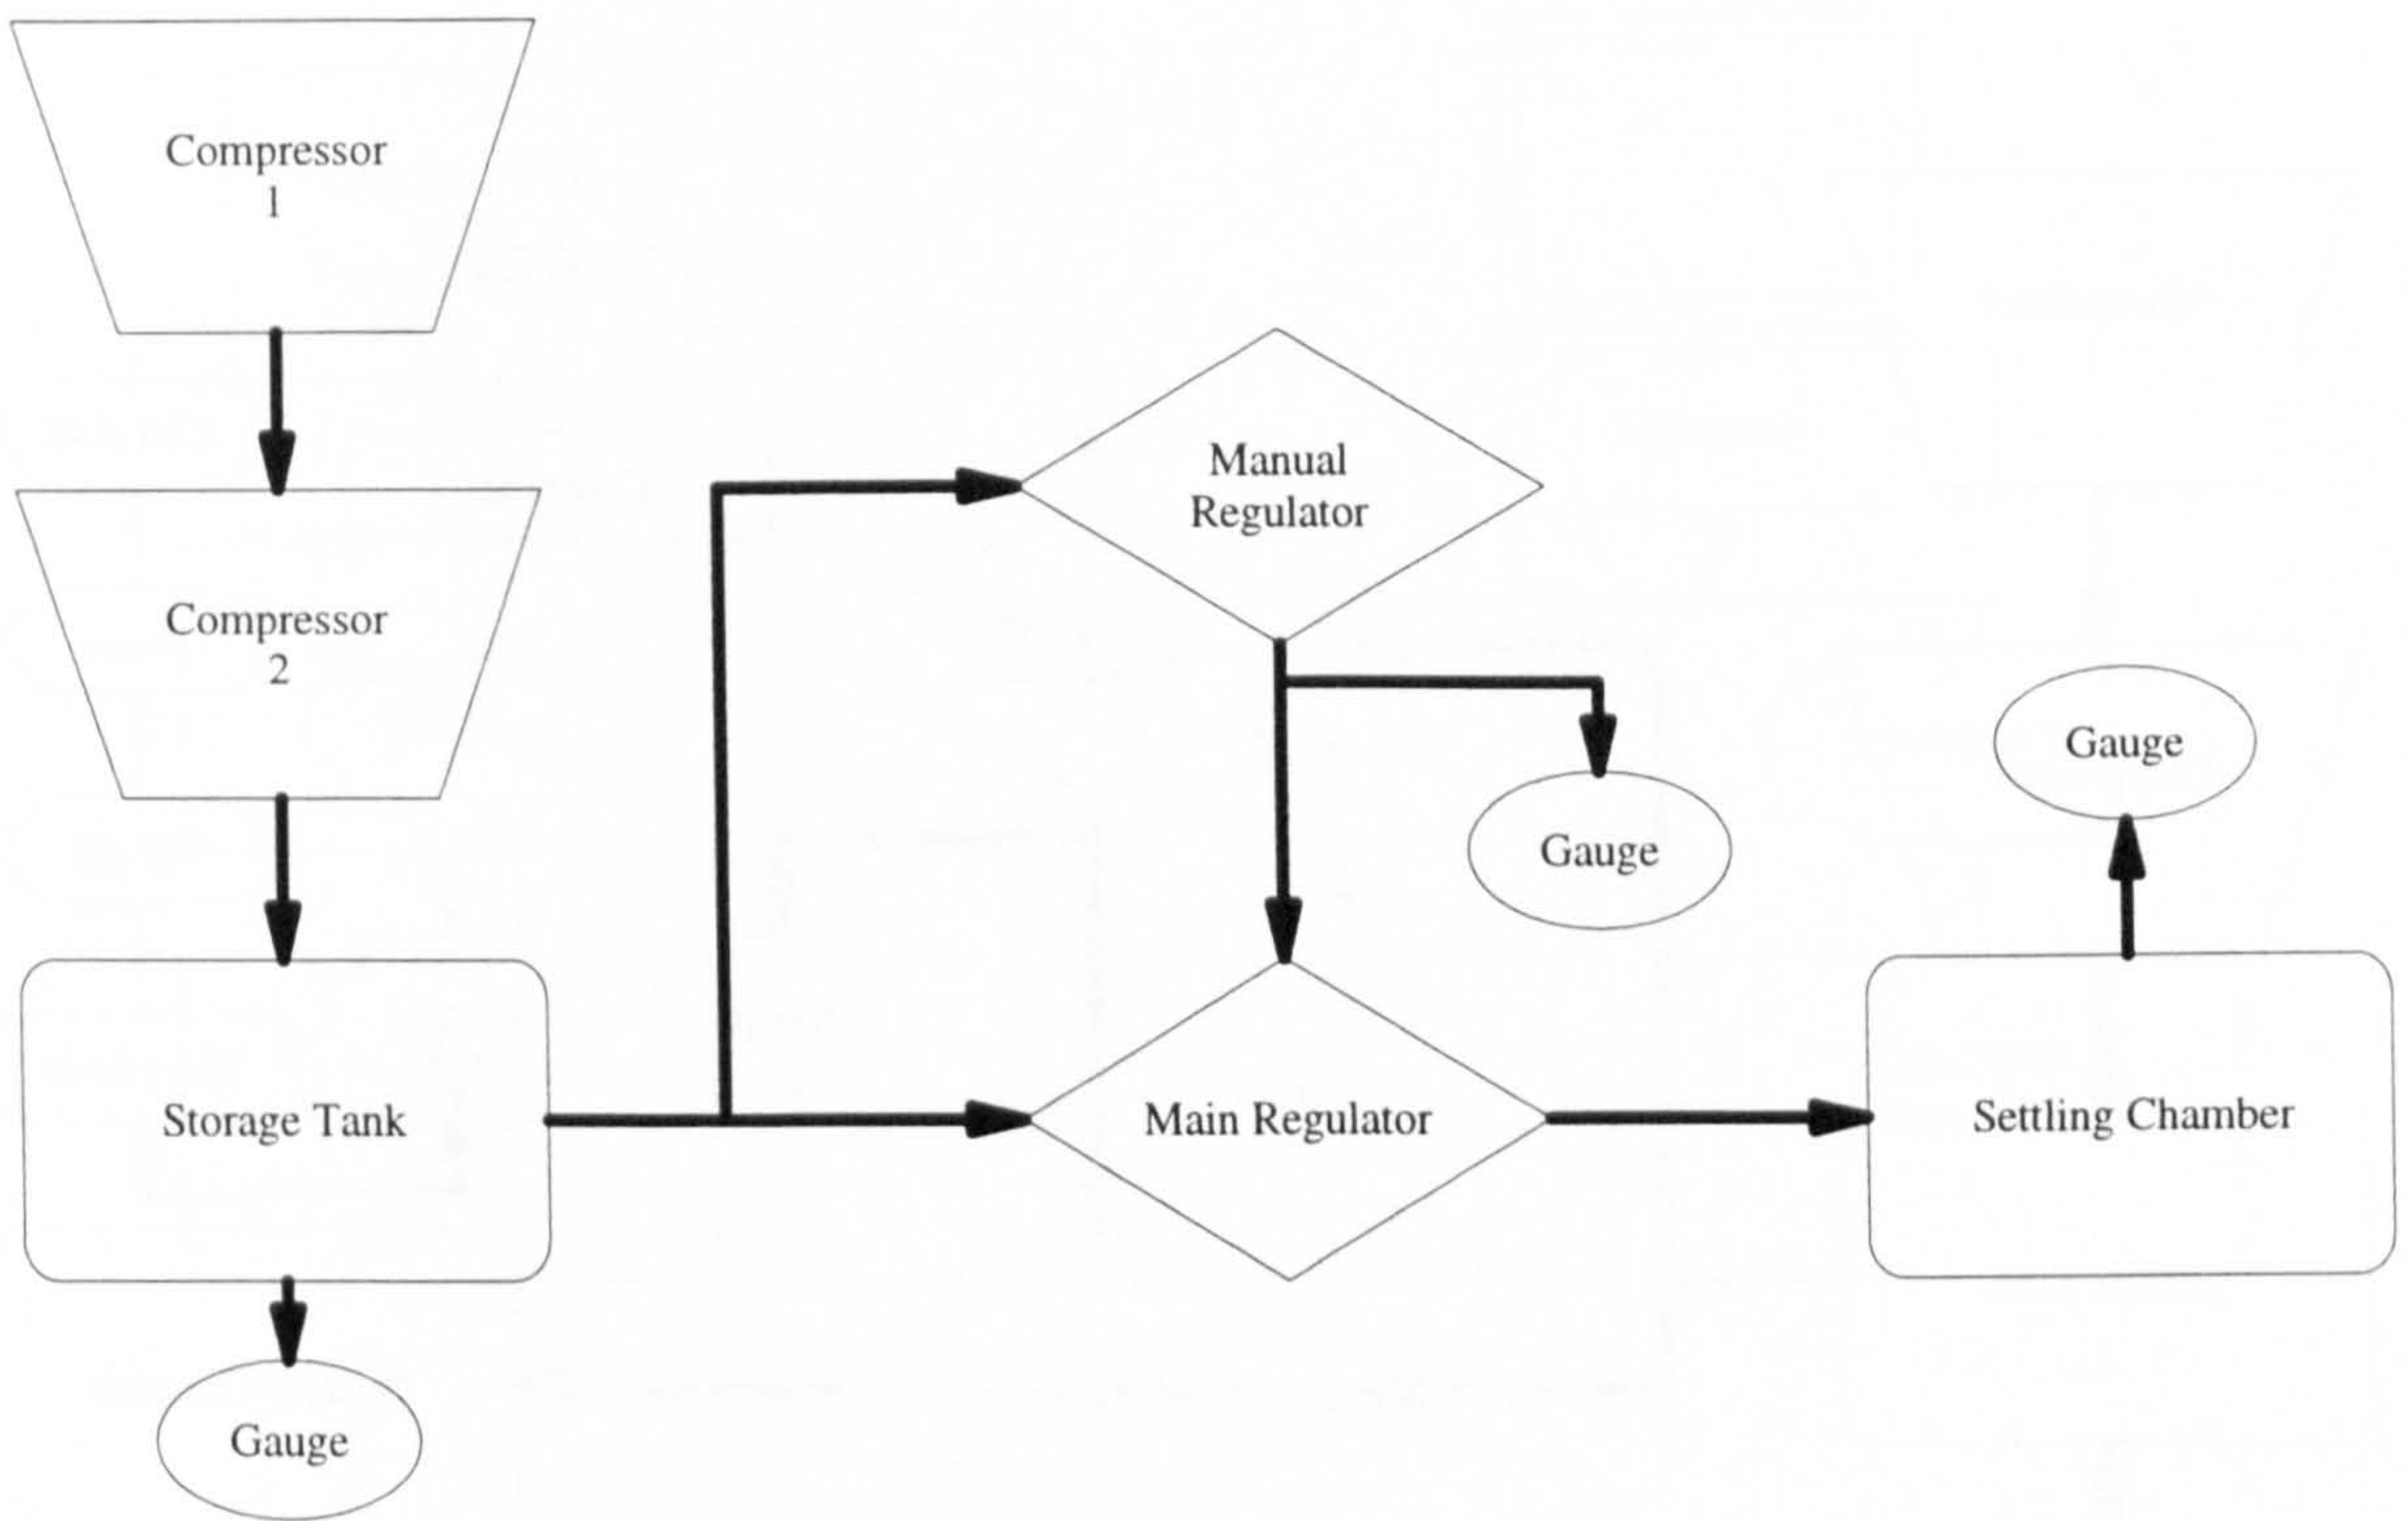 Compressor
1
Compressor
2
Manual
Regulator
Gauge
Gauge
Storage Tank
Main Regulator
Settling Chamber
Gauge